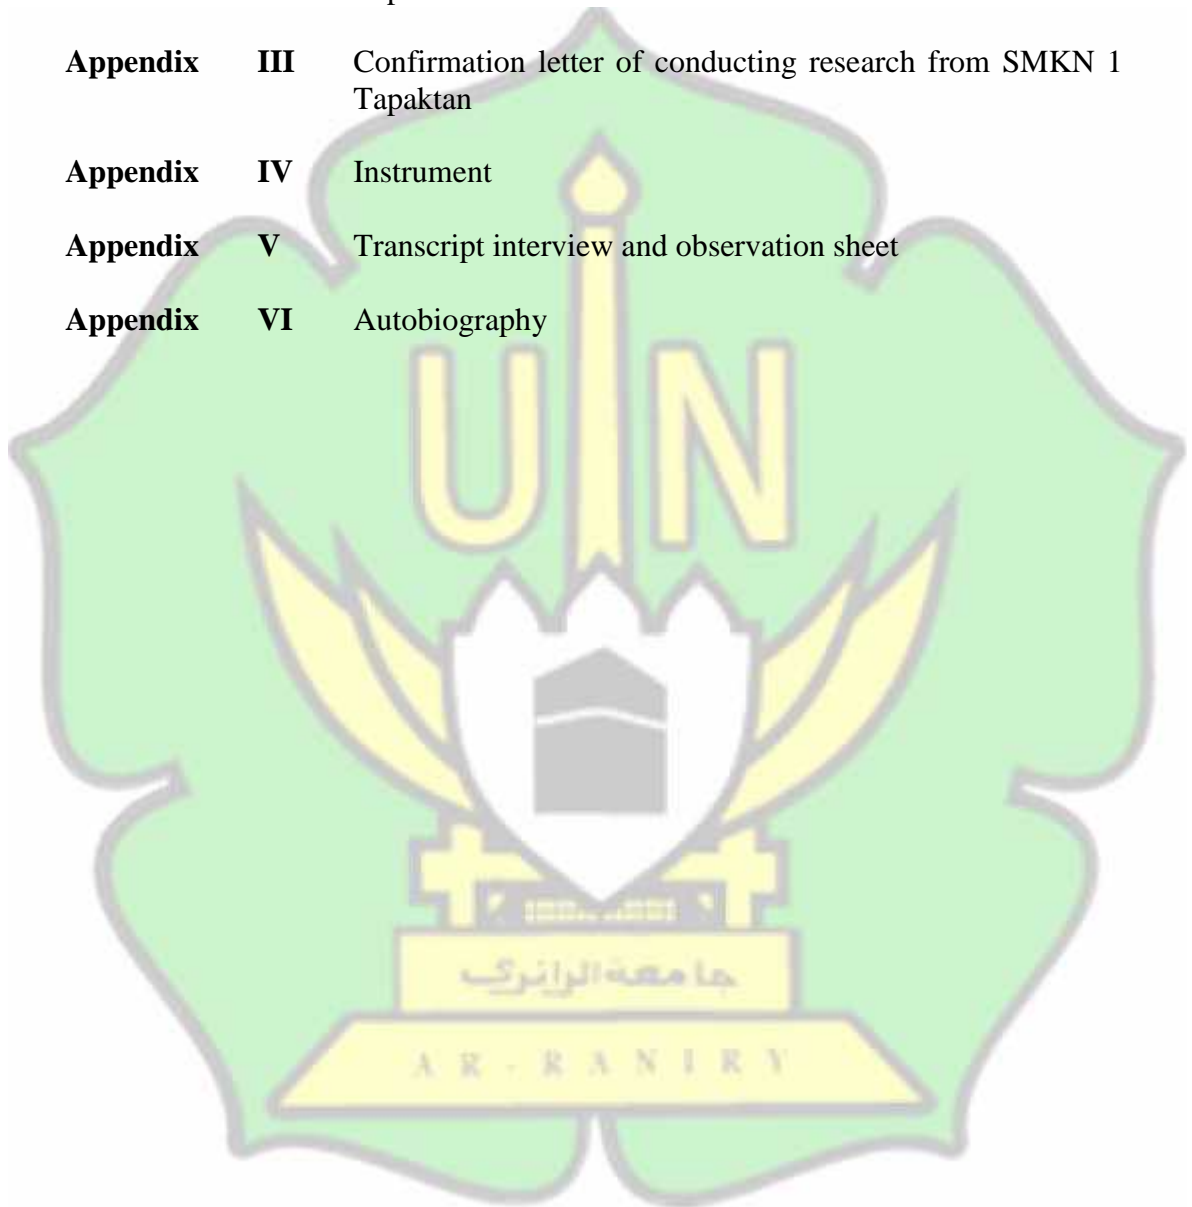 Appendix III Confirmation letter of conducting research from SMKN 1
Tapaktan
Appendix IV Instrument
Appendix V Transcript interview and observation sheet
Appendix VI Autobiography
UIN
جامعة الرانري
AR-RANIRY